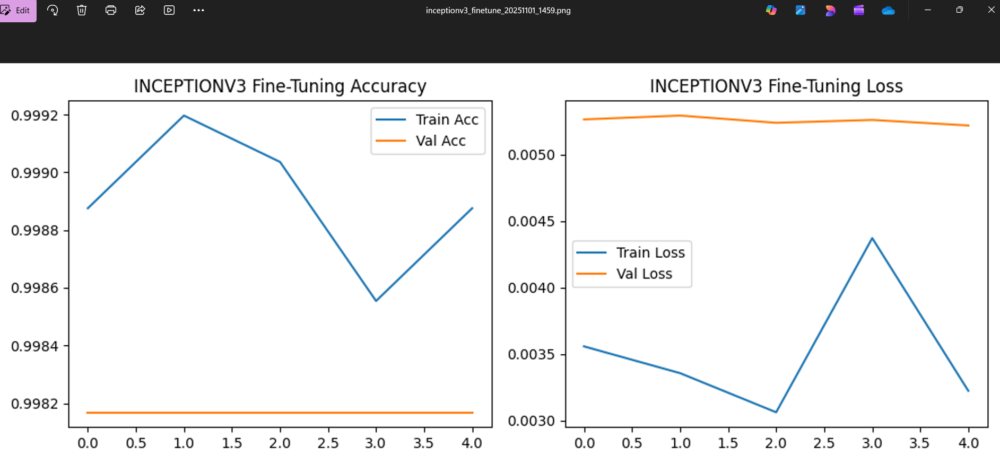 Edit
inceptionv3_finetune_20251101_1459.png
INCEPTIONV3 Fine-Tuning Accuracy
0.9992
0.9990
0.9988
0.9986
0.9984
0.9982
Train Acc
Val Acc
0.0 0.5 1.0 1.5 2.0 2.5 3.0 3.5 4.0
INCEPTIONV3 Fine-Tuning Loss
0.0050
0.0045
0.0040
0.0035
0.0030
Train Loss
Val Loss
0.0 0.5 1.0 1.5 2.0 2.5 3.0 3.5 4.0